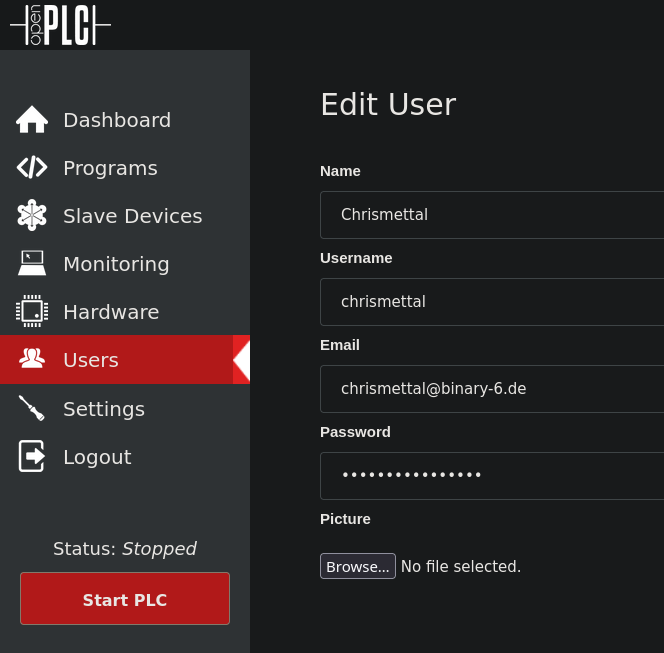 open PLC
Dashboard
Programs
Slave Devices
Monitoring
Hardware
Users
Settings
Logout
Status: Stopped
Start PLC
Edit User
Name
Chrismettal
Username
chrismettal
Email
chrismettal@binary-6.de
Password
••••••••••••••••
Picture
Browse... No file selected.